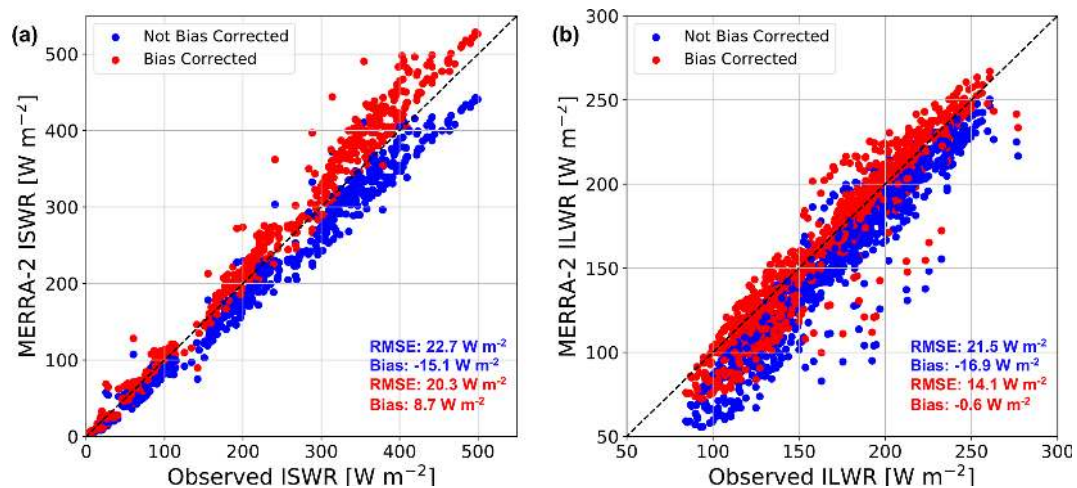 (a)
Not Bias Corrected
Bias Corrected
MERRA-2 ISWR [W m⁻²]
500
400
300
200
100
0
0 100 200 300 400 500
Observed ISWR [W m⁻²]
RMSE: 22.7 W m⁻²
Bias: -15.1 W m⁻²
RMSE: 20.3 W m⁻²
Bias: 8.7 W m⁻²
(b)
Not Bias Corrected
Bias Corrected
MERRA-2 ILWR [W m⁻²]
300
250
200
150
100
50
50 100 150 200 250 300
Observed ILWR [W m⁻²]
RMSE: 21.5 W m⁻²
Bias: -16.9 W m⁻²
RMSE: 14.1 W m⁻²
Bias: -0.6 W m⁻²